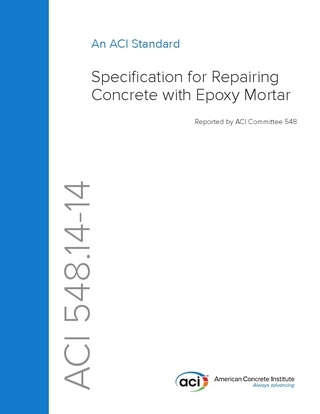 An ACI Standard
Specification for Repairing
Concrete with Epoxy Mortar
Reported by ACI Committee 548
ACI 548.14-14
aci
American Concrete Institute
Always advancing